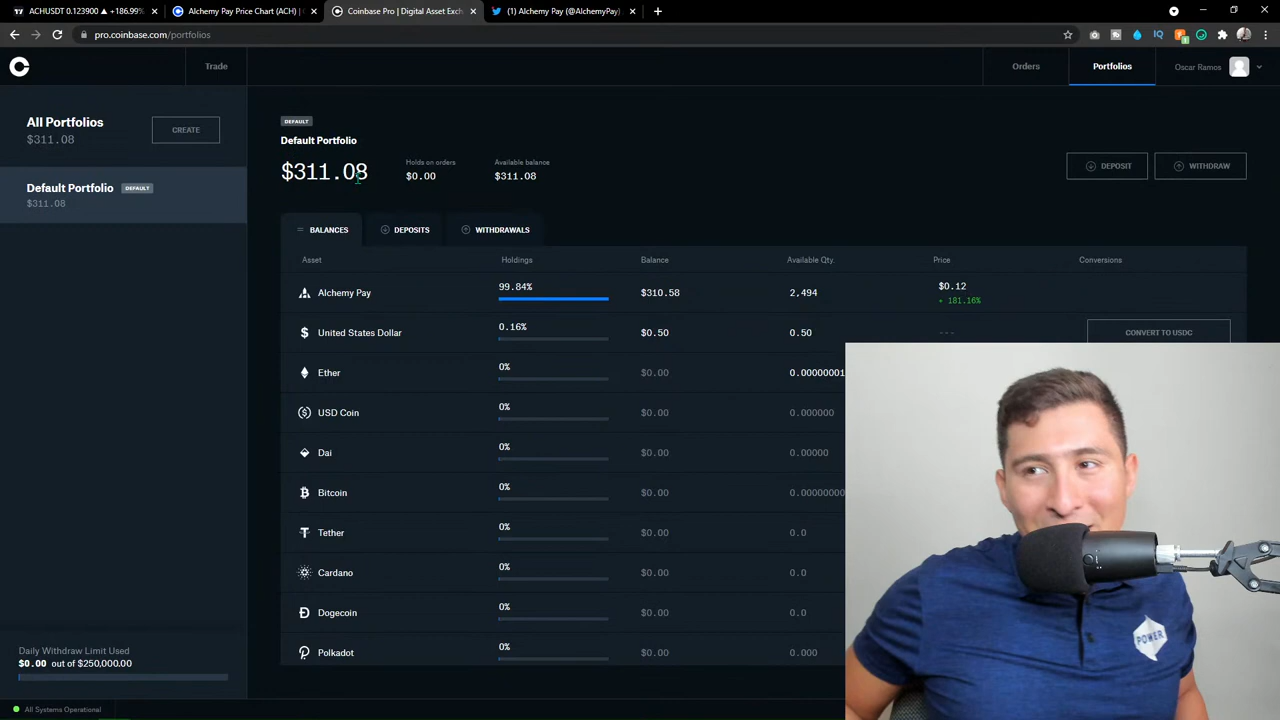 ACHUSDT 0.123900 ▲ +186.99%
Alchemy Pay Price Chart (ACH) |
Coinbase Pro | Digital Asset Exch
(1) Alchemy Pay (@AlchemyPay)
pro.coinbase.com/portfolios
Trade
Orders
Portfolios
Oscar Ramos
All Portfolios
$311.08
CREATE
Default Portfolio DEFAULT
$311.08
DEFAULT
Default Portfolio
$311.08
Holds on orders
$0.00
Available balance
$311.08
DEPOSIT
WITHDRAW
BALANCES
DEPOSITS
WITHDRAWALS
Asset Holdings Balance Available Qty. Price Conversions
Alchemy Pay 99.84% $310.58 2,494 $0.12
+ 181.16%
United States Dollar 0.16% $0.50 0.50 --- CONVERT TO USDC
Ether 0% $0.00 0.00000001
USD Coin 0% $0.00 0.000000
Dai 0% $0.00 0.00000
Bitcoin 0% $0.00 0.00000000
Tether 0% $0.00 0.0
Cardano 0% $0.00 0.0
Dogecoin 0% $0.00 0.0
Polkadot 0% $0.00 0.000
Daily Withdraw Limit Used
$0.00 out of $250,000.00
All Systems Operational
POWER